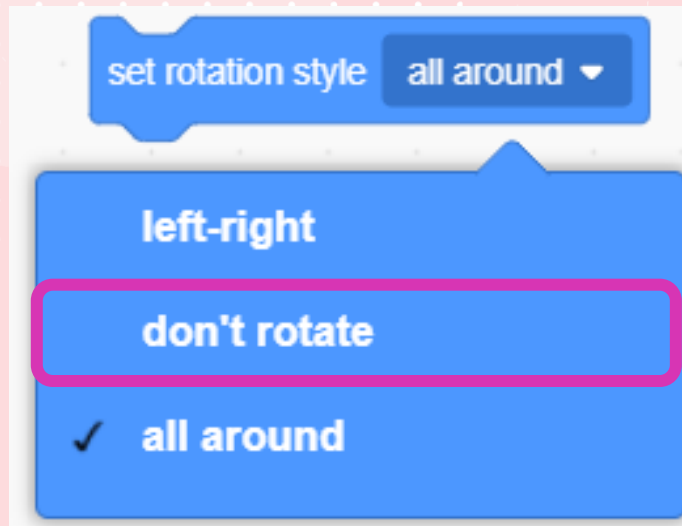 set rotation style all around
left-right
don't rotate
✓ all around